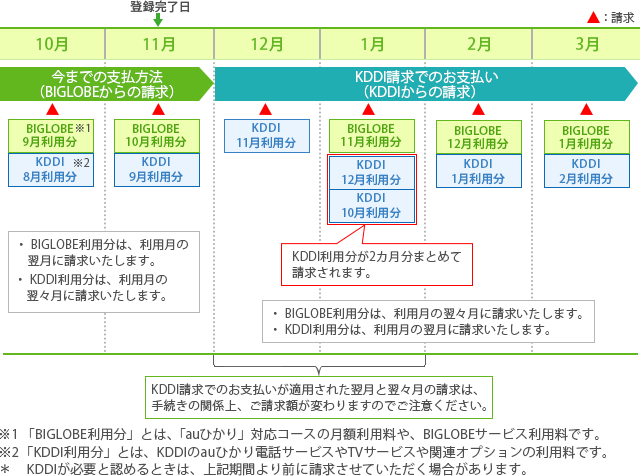 登録完了日
▲：請求
10月 11月 12月 1月 2月 3月
今までの支払方法
（BIGLOBEからの請求）
KDDI請求でのお支払い
（KDDIからの請求）
BIGLOBE※1
9月利用分
KDDI ※2
8月利用分
BIGLOBE
10月利用分
KDDI
9月利用分
KDDI
11月利用分
BIGLOBE
11月利用分
KDDI
12月利用分
KDDI
10月利用分
BIGLOBE
12月利用分
KDDI
1月利用分
BIGLOBE
1月利用分
KDDI
2月利用分
・ BIGLOBE利用分は、利用月の
翌月に請求いたします。
・ KDDI利用分は、利用月の
翌々月に請求いたします。
KDDI利用分が2カ月分まとめて
請求されます。
・ BIGLOBE利用分は、利用月の翌々月に請求いたします。
・ KDDI利用分は、利用月の翌月に請求いたします。
KDDI請求でのお支払いが適用された翌月と翌々月の請求は、
手続きの関係上、ご請求額が変わりますのでご注意ください。
※1 「BIGLOBE利用分」とは、「auひかり」対応コースの月額利用料や、BIGLOBEサービス利用料です。
※2 「KDDI利用分」とは、KDDIのauひかり電話サービスやTVサービスや関連オプションの利用料です。
＊ KDDIが必要と認めるときは、上記期間より前に請求させていただく場合があります。